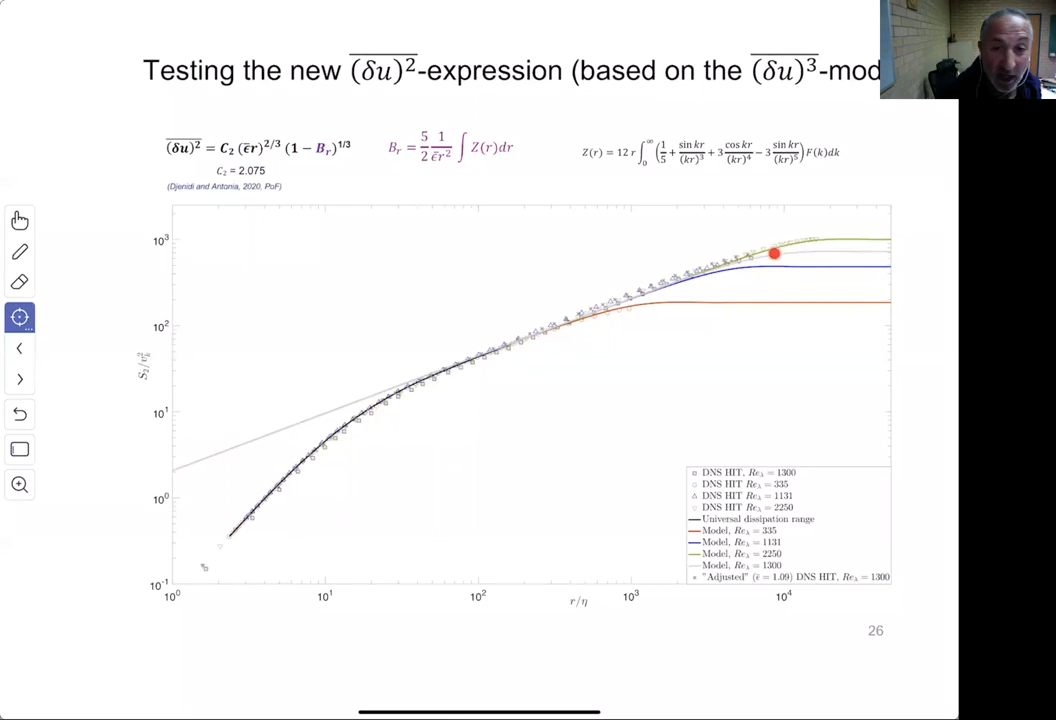 Testing the new $\overline{(\delta u)^2}$-expression (based on the $\overline{(\delta u)^3}$-mod
$\overline{(\delta u)^2} = C_2 (\bar{\epsilon} r)^{2/3} (1 - B_r)^{1/3}$
$B_r = \frac{5}{2} \frac{1}{\bar{\epsilon} r^2} \int Z(r) dr$
$Z(r) = 12\, r \int_0^\infty \left( \frac{1}{5} + \frac{\sin kr}{(kr)^3} + 3 \frac{\cos kr}{(kr)^4} - 3 \frac{\sin kr}{(kr)^5} \right) F(k) dk$
$C_2$ = 2.075
(Djenidi and Antonia, 2020, PoF)
$10^3$
$10^2$
$10^1$
$10^0$
$10^{-1}$
$S_2/v_k^2$
DNS HIT, $Re_\lambda$ = 1300
DNS HIT $Re_\lambda$ = 335
DNS HIT $Re_\lambda$ = 1131
DNS HIT $Re_\lambda$ = 2250
Universal dissipation range
Model, $Re_\lambda$ = 335
Model, $Re_\lambda$ = 1131
Model, $Re_\lambda$ = 2250
Model, $Re_\lambda$ = 1300
"Adjusted" ($\bar{\epsilon}$ = 1.09) DNS HIT, $Re_\lambda$ = 1300
$10^0$ $10^1$ $10^2$ $10^3$ $10^4$
$r/\eta$
26